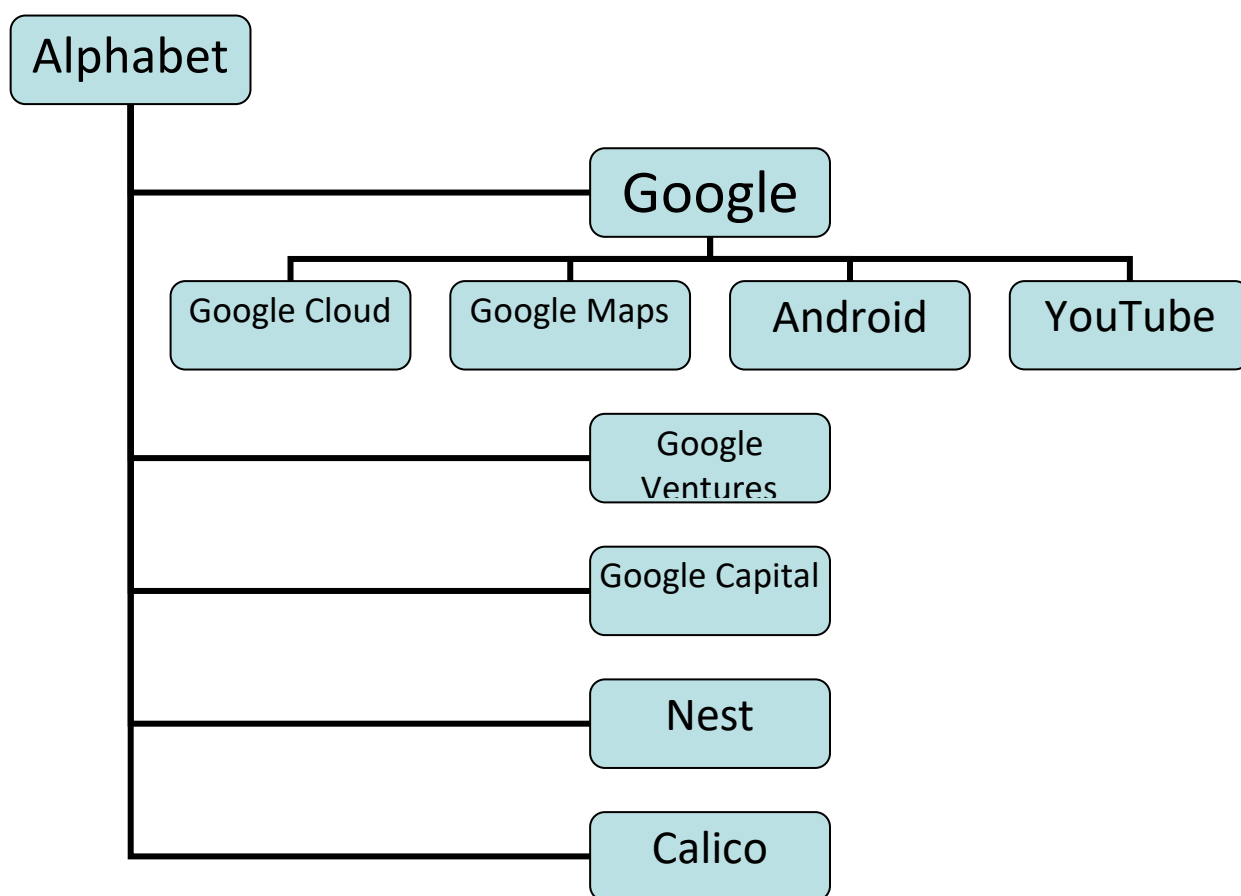 Alphabet
Google
Google Cloud
Google Maps
Android
YouTube
Google
Ventures
Google Capital
Nest
Calico